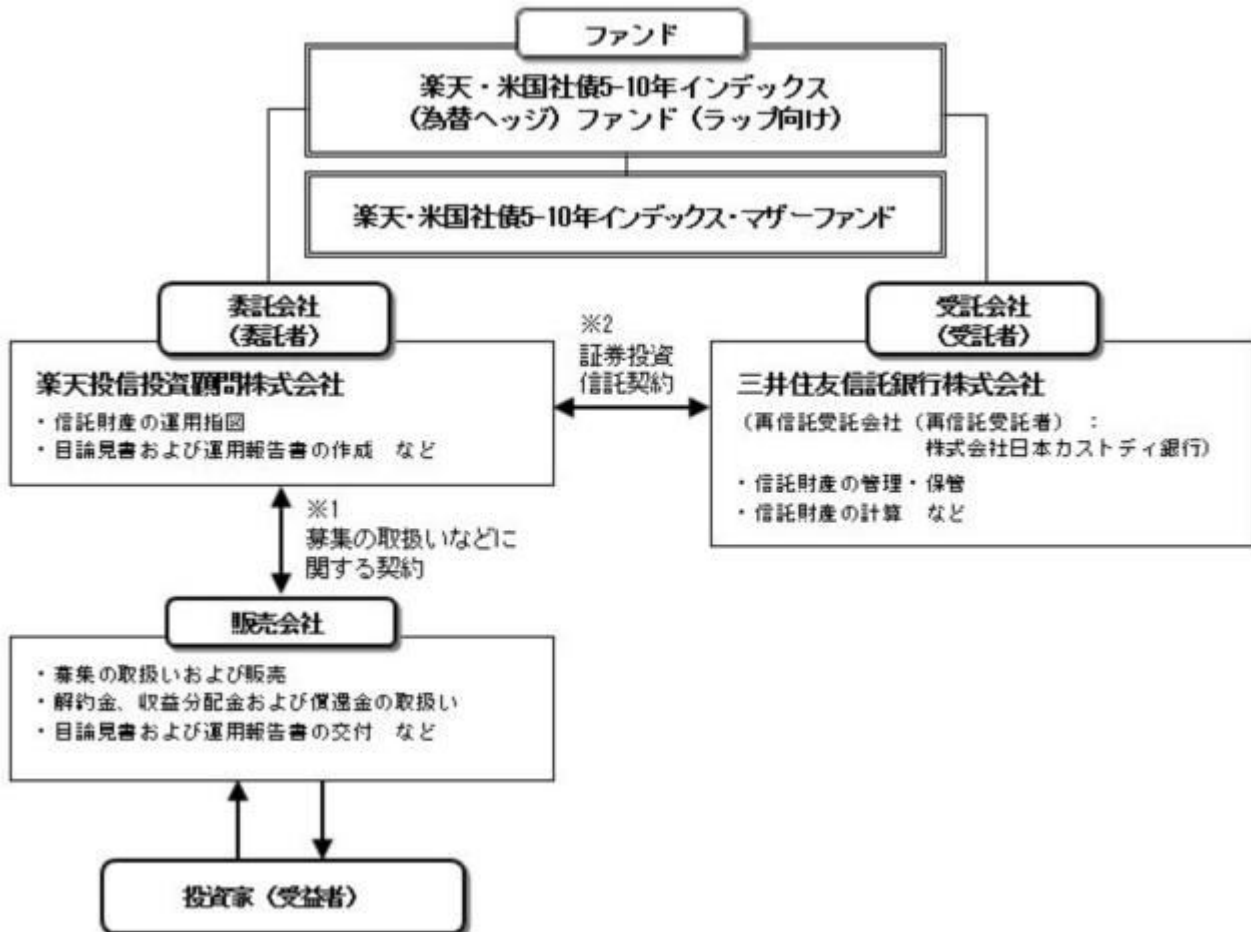 ファンド
楽天・米国社債5-10年インデックス
（為替ヘッジ）ファンド（ラップ向け）
楽天・米国社債5-10年インデックス・マザーファンド
委託会社
（委託者）
楽天投信投資顧問株式会社
・信託財産の運用指図
・目論見書および運用報告書の作成　など
※2
証券投資
信託契約
受託会社
（受託者）
三井住友信託銀行株式会社
（再信託受託会社（再信託受託者）：
株式会社日本カストディ銀行）
・信託財産の管理・保管
・信託財産の計算　など
※1
募集の取扱いなどに
関する契約
販売会社
・募集の取扱いおよび販売
・解約金、収益分配金および償還金の取扱い
・目論見書および運用報告書の交付　など
投資家（受益者）